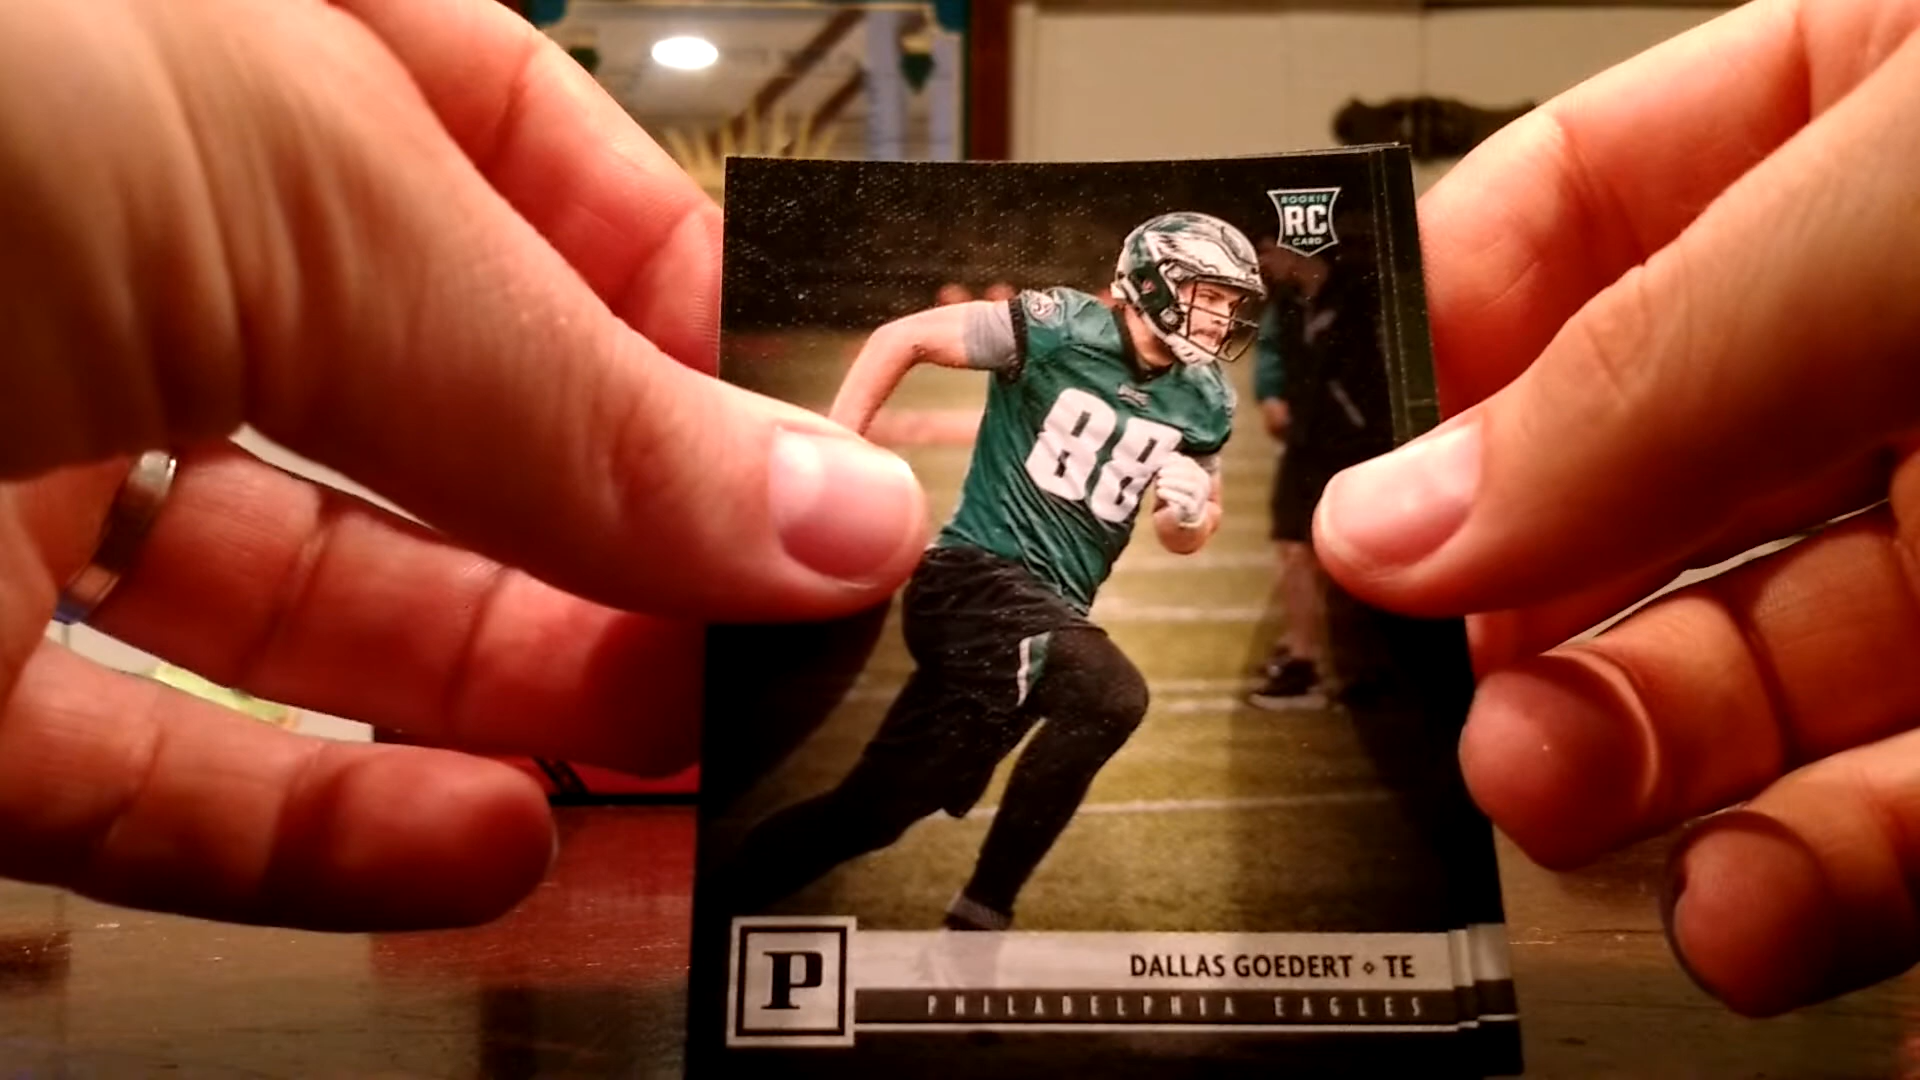 ROOKIE
RC
CARD
88
P
DALLAS GOEDERT ⋄ TE
PHILADELPHIA EAGLES